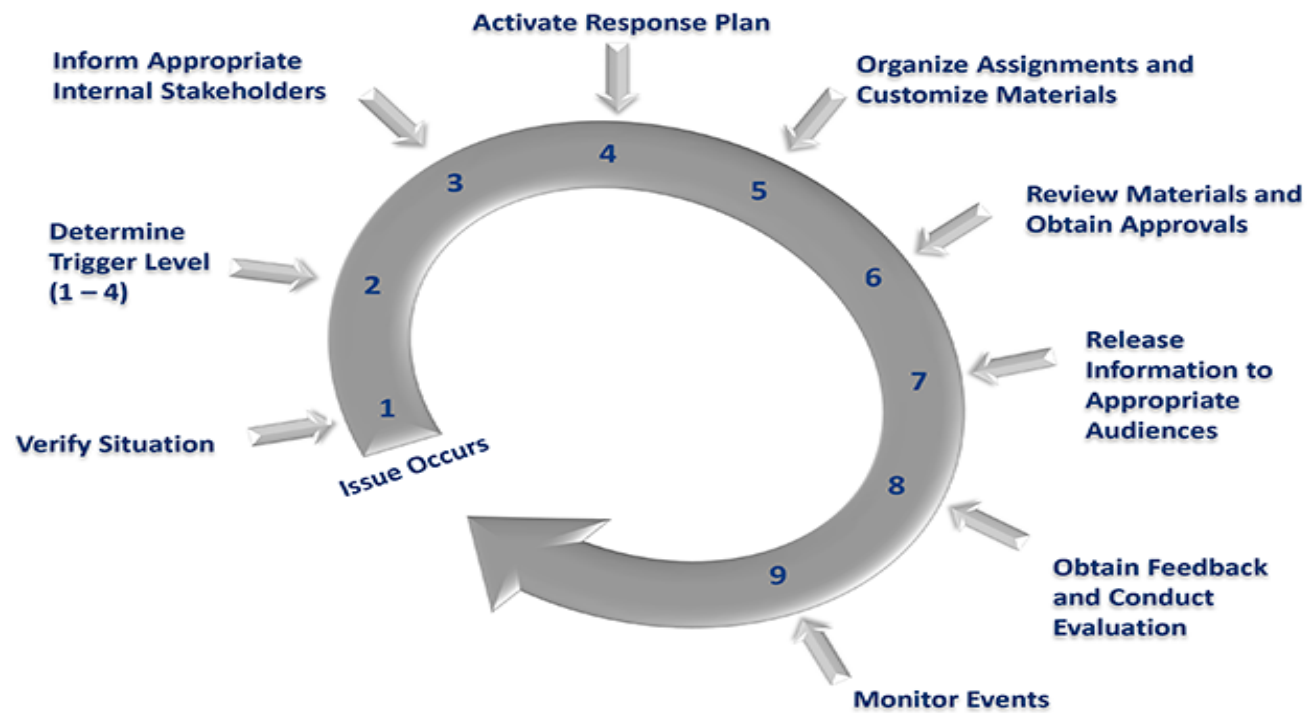 Issue Occurs
1
Verify Situation
2
Determine
Trigger Level
(1 – 4)
3
Inform Appropriate
Internal Stakeholders
4
Activate Response Plan
5
Organize Assignments and
Customize Materials
6
Review Materials and
Obtain Approvals
7
Release
Information to
Appropriate
Audiences
8
Obtain Feedback
and Conduct
Evaluation
9
Monitor Events